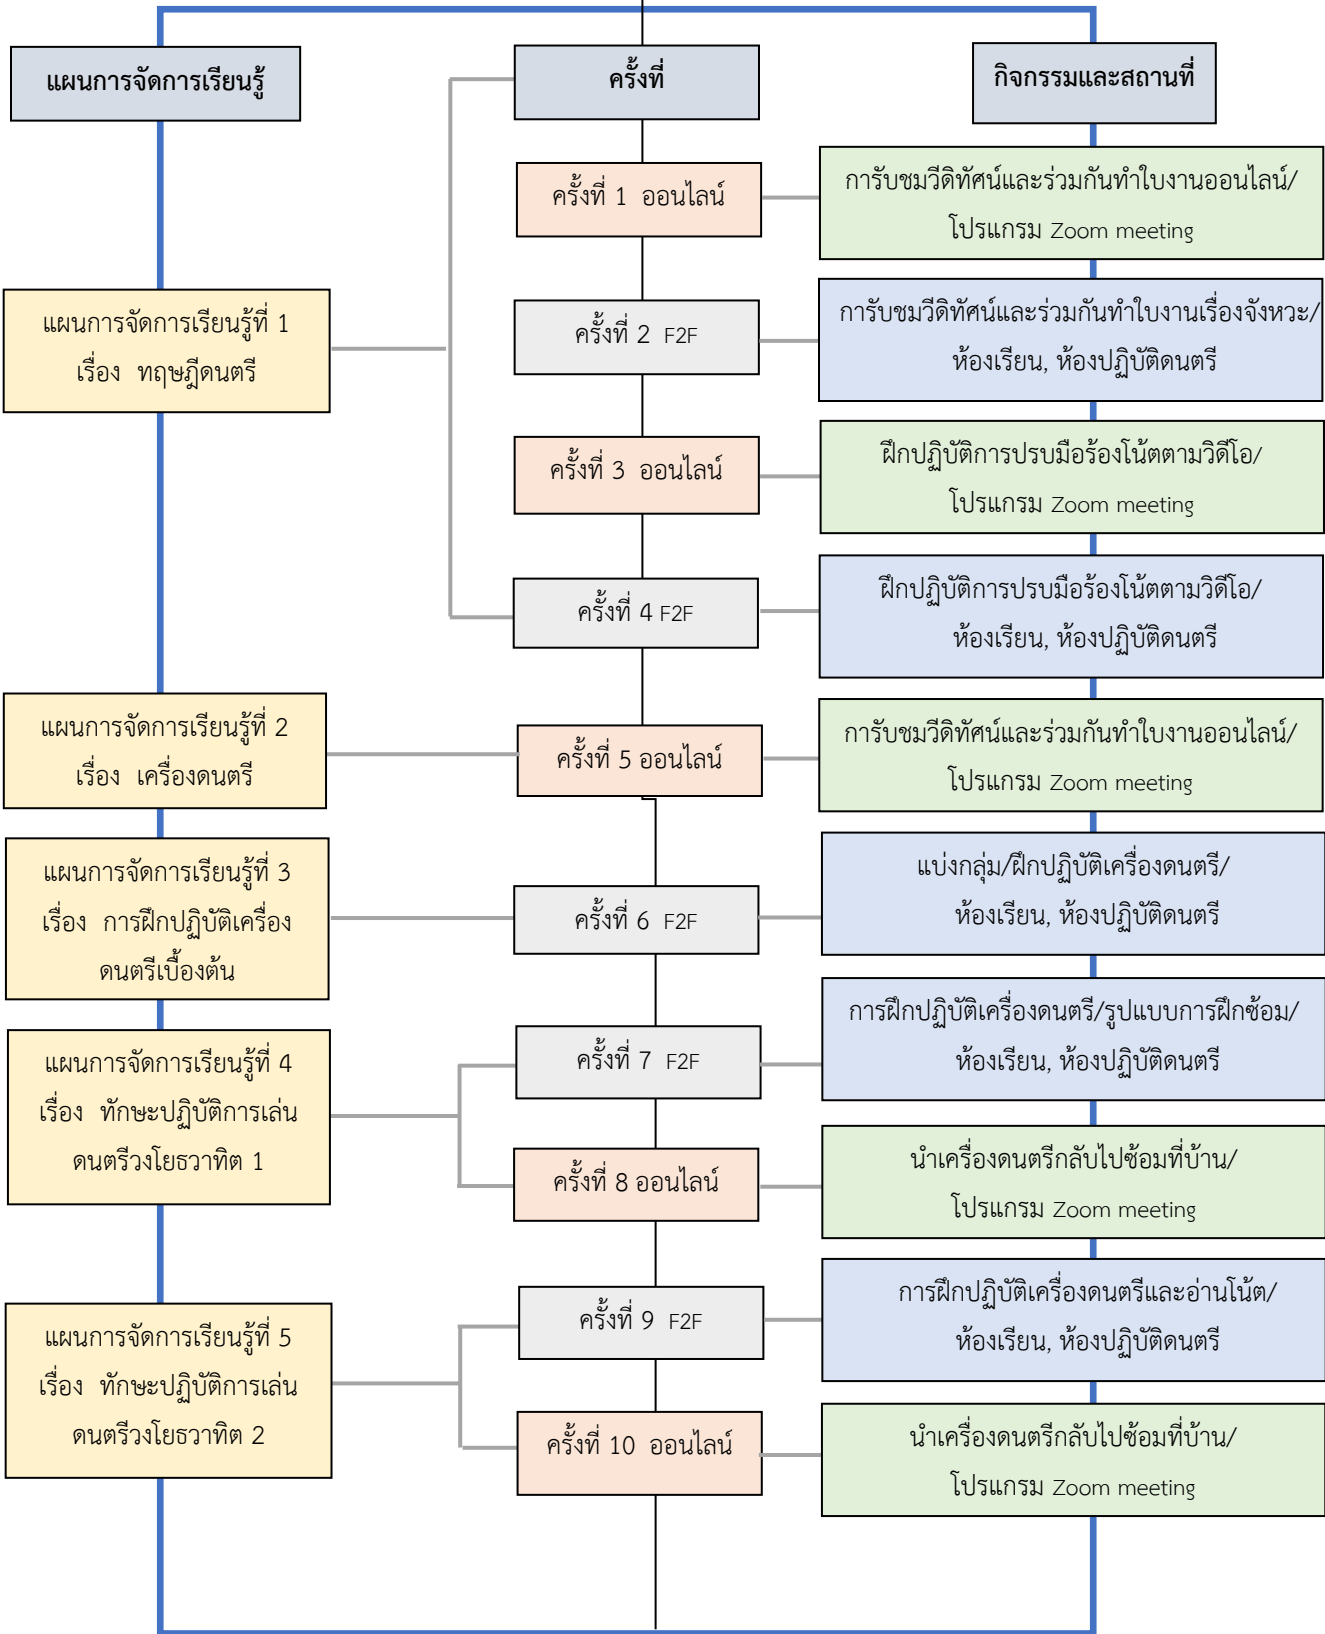 แผนการจัดการเรียนรู้
ครั้งที่
กิจกรรมและสถานที่
แผนการจัดการเรียนรู้ที่ 1
เรื่อง ทฤษฎีดนตรี
ครั้งที่ 1 ออนไลน์
การับชมวีดิทัศน์และร่วมกันทำใบงานออนไลน์/
โปรแกรม Zoom meeting
ครั้งที่ 2 F2F
การับชมวีดิทัศน์และร่วมกันทำใบงานเรื่องจังหวะ/
ห้องเรียน, ห้องปฏิบัติดนตรี
ครั้งที่ 3 ออนไลน์
ฝึกปฏิบัติการปรบมือร้องโน้ตตามวิดีโอ/
โปรแกรม Zoom meeting
ครั้งที่ 4 F2F
ฝึกปฏิบัติการปรบมือร้องโน้ตตามวิดีโอ/
ห้องเรียน, ห้องปฏิบัติดนตรี
แผนการจัดการเรียนรู้ที่ 2
เรื่อง เครื่องดนตรี
ครั้งที่ 5 ออนไลน์
การับชมวีดิทัศน์และร่วมกันทำใบงานออนไลน์/
โปรแกรม Zoom meeting
แผนการจัดการเรียนรู้ที่ 3
เรื่อง การฝึกปฏิบัติเครื่อง
ดนตรีเบื้องต้น
ครั้งที่ 6 F2F
แบ่งกลุ่ม/ฝึกปฏิบัติเครื่องดนตรี/
ห้องเรียน, ห้องปฏิบัติดนตรี
แผนการจัดการเรียนรู้ที่ 4
เรื่อง ทักษะปฏิบัติการเล่น
ดนตรีวงโยธวาทิต 1
ครั้งที่ 7 F2F
การฝึกปฏิบัติเครื่องดนตรี/รูปแบบการฝึกซ้อม/
ห้องเรียน, ห้องปฏิบัติดนตรี
ครั้งที่ 8 ออนไลน์
นำเครื่องดนตรีกลับไปซ้อมที่บ้าน/
โปรแกรม Zoom meeting
แผนการจัดการเรียนรู้ที่ 5
เรื่อง ทักษะปฏิบัติการเล่น
ดนตรีวงโยธวาทิต 2
ครั้งที่ 9 F2F
การฝึกปฏิบัติเครื่องดนตรีและอ่านโน้ต/
ห้องเรียน, ห้องปฏิบัติดนตรี
ครั้งที่ 10 ออนไลน์
นำเครื่องดนตรีกลับไปซ้อมที่บ้าน/
โปรแกรม Zoom meeting